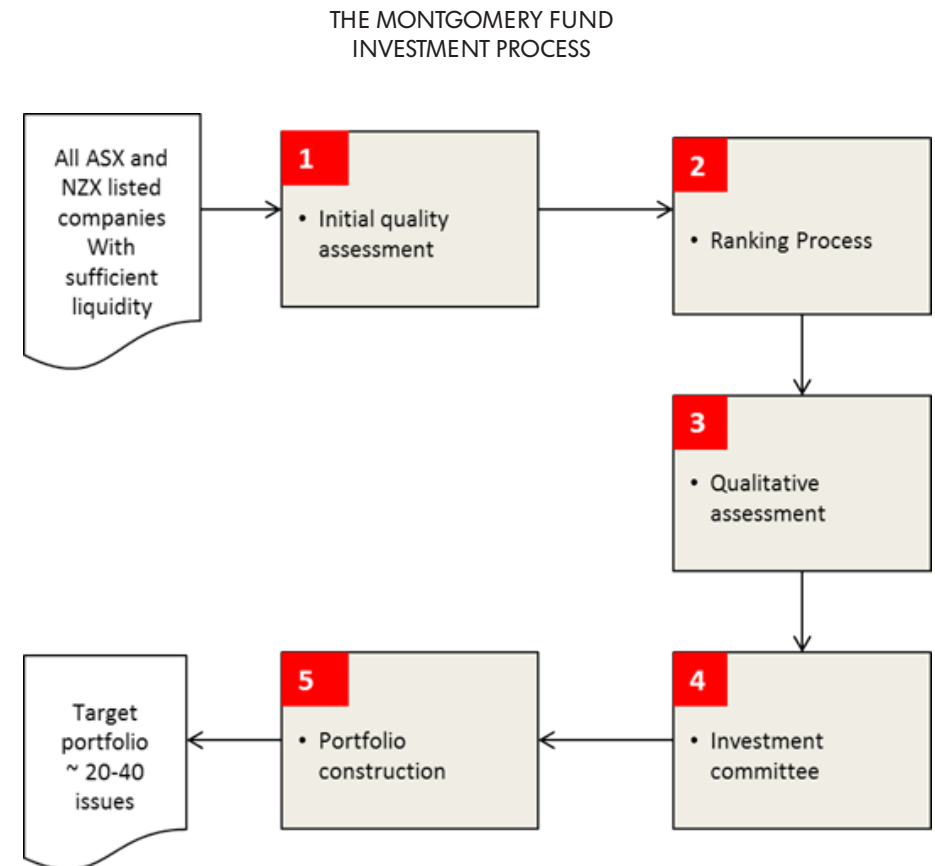 THE MONTGOMERY FUND
INVESTMENT PROCESS
All ASX and
NZX listed
companies
With
sufficient
liquidity
1
• Initial quality
assessment
2
• Ranking Process
3
• Qualitative
assessment
4
• Investment
committee
5
• Portfolio
construction
Target
portfolio
~ 20-40
issues